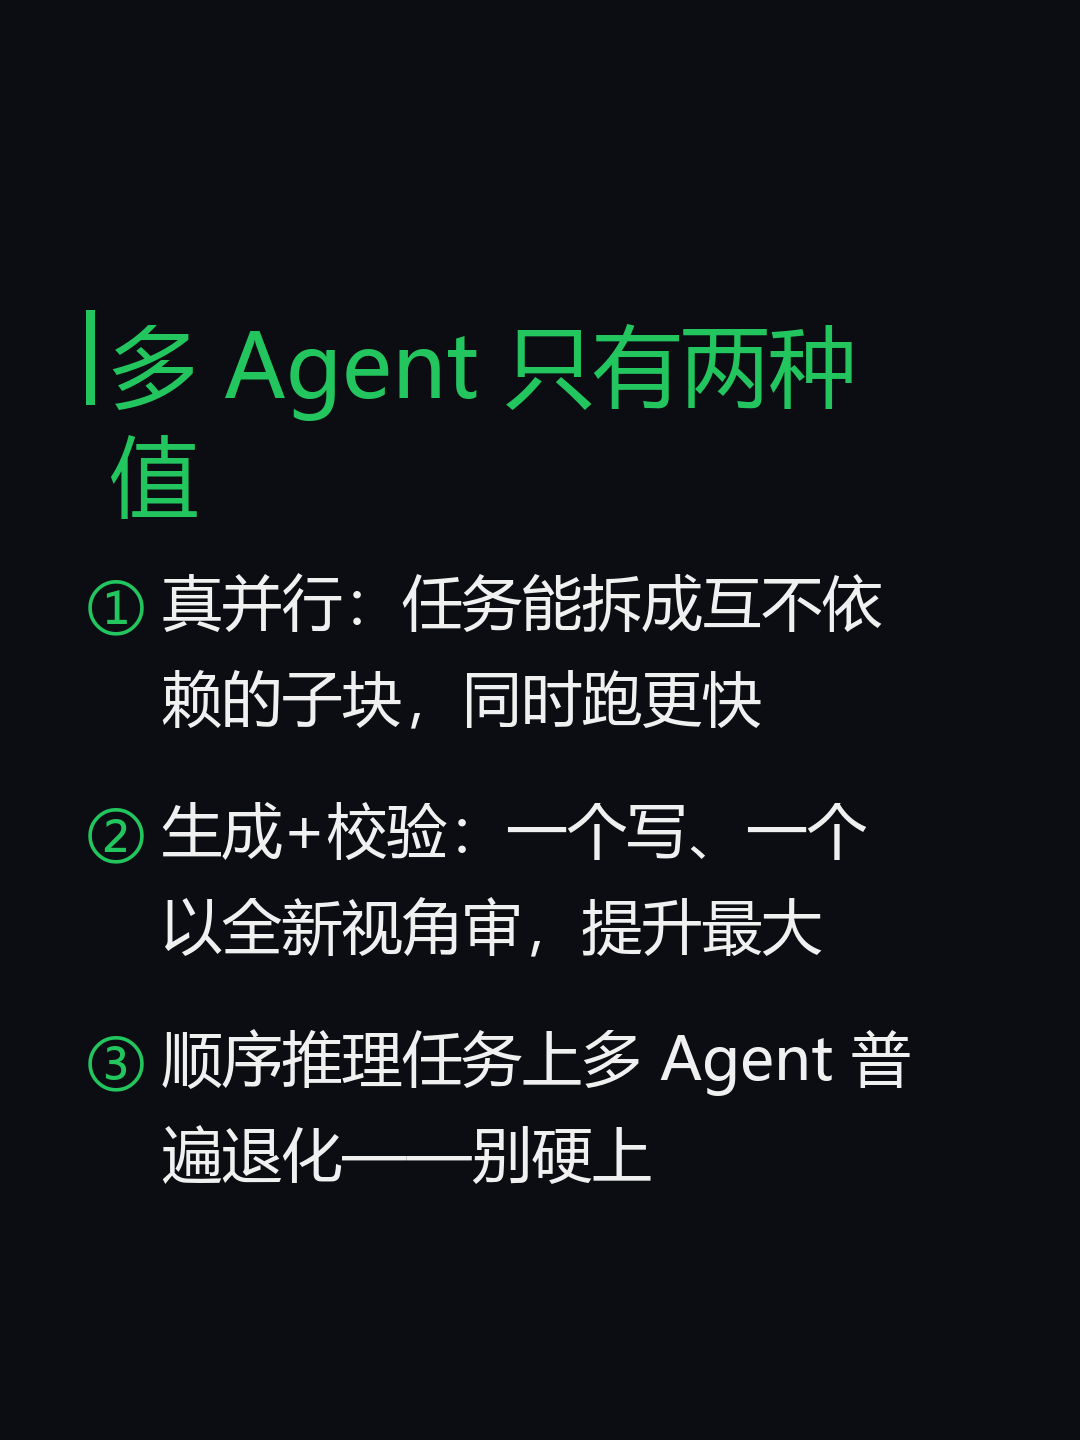 多 Agent 只有两种
值
① 真并行：任务能拆成互不依
赖的子块，同时跑更快
② 生成+校验：一个写、一个
以全新视角审，提升最大
③ 顺序推理任务上多 Agent 普
遍退化——别硬上